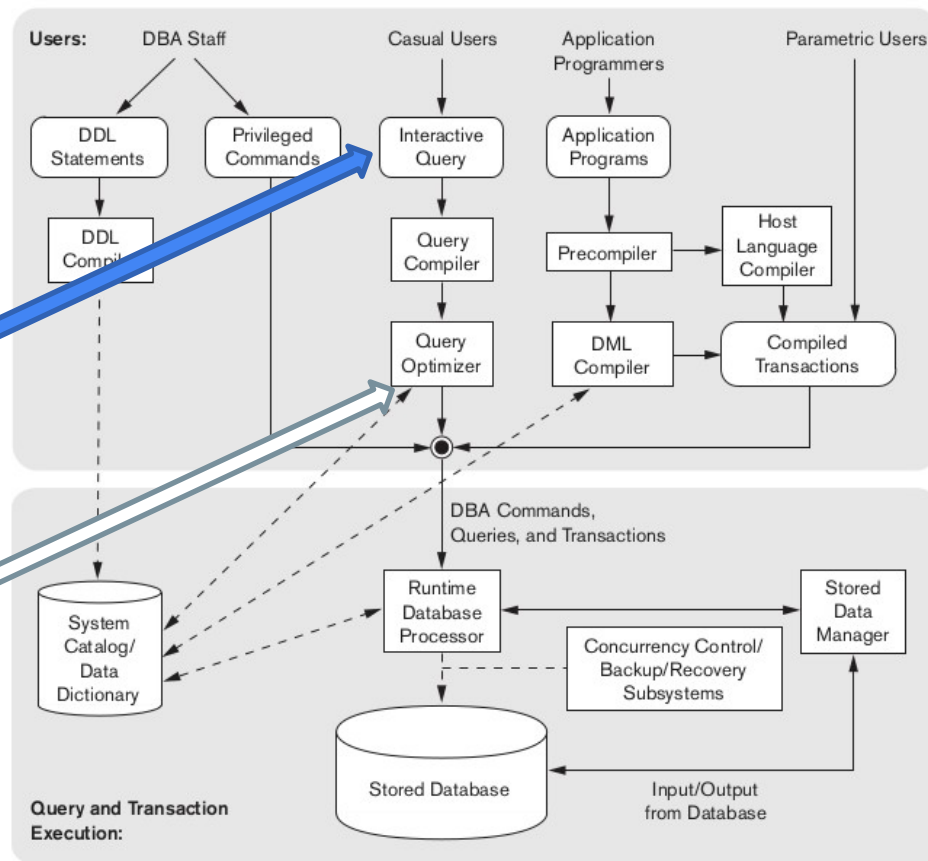 Users:
DBA Staff
Casual Users
Application
Programmers
Parametric Users
DDL
Statements
Privileged
Commands
Interactive
Query
Application
Programs
DDL
Compiler
Query
Compiler
Precompiler
Host
Language
Compiler
Query
Optimizer
DML
Compiler
Compiled
Transactions
DBA Commands,
Queries, and Transactions
System
Catalog/
Data
Dictionary
Runtime
Database
Processor
Stored
Data
Manager
Concurrency Control/
Backup/Recovery
Subsystems
Stored Database
Input/Output
from Database
Query and Transaction
Execution: